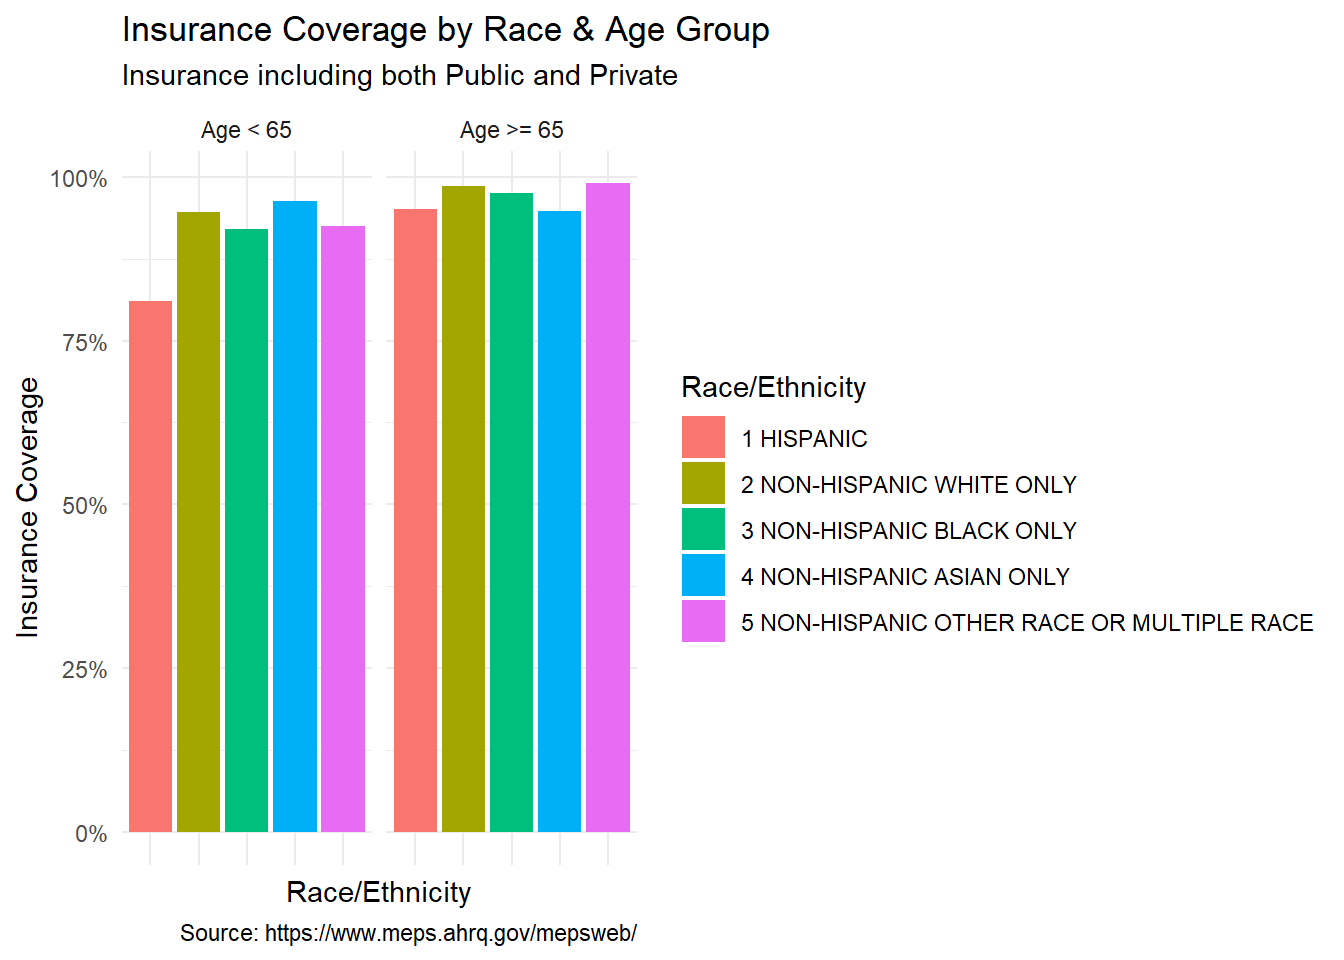 Insurance Coverage by Race & Age Group
Insurance including both Public and Private
Age < 65
Age >= 65
100%
75%
50%
25%
0%
Insurance Coverage
Race/Ethnicity
Source: https://www.meps.ahrq.gov/mepsweb/
Race/Ethnicity
1 HISPANIC
2 NON-HISPANIC WHITE ONLY
3 NON-HISPANIC BLACK ONLY
4 NON-HISPANIC ASIAN ONLY
5 NON-HISPANIC OTHER RACE OR MULTIPLE RACE